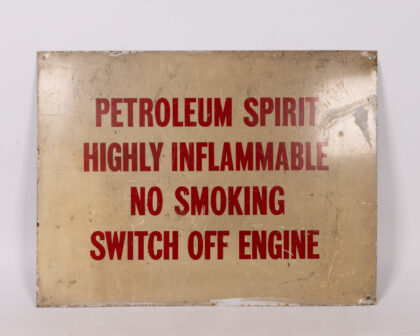 PETROLEUM SPIRIT
HIGHLY INFLAMMABLE
NO SMOKING
SWITCH OFF ENGINE